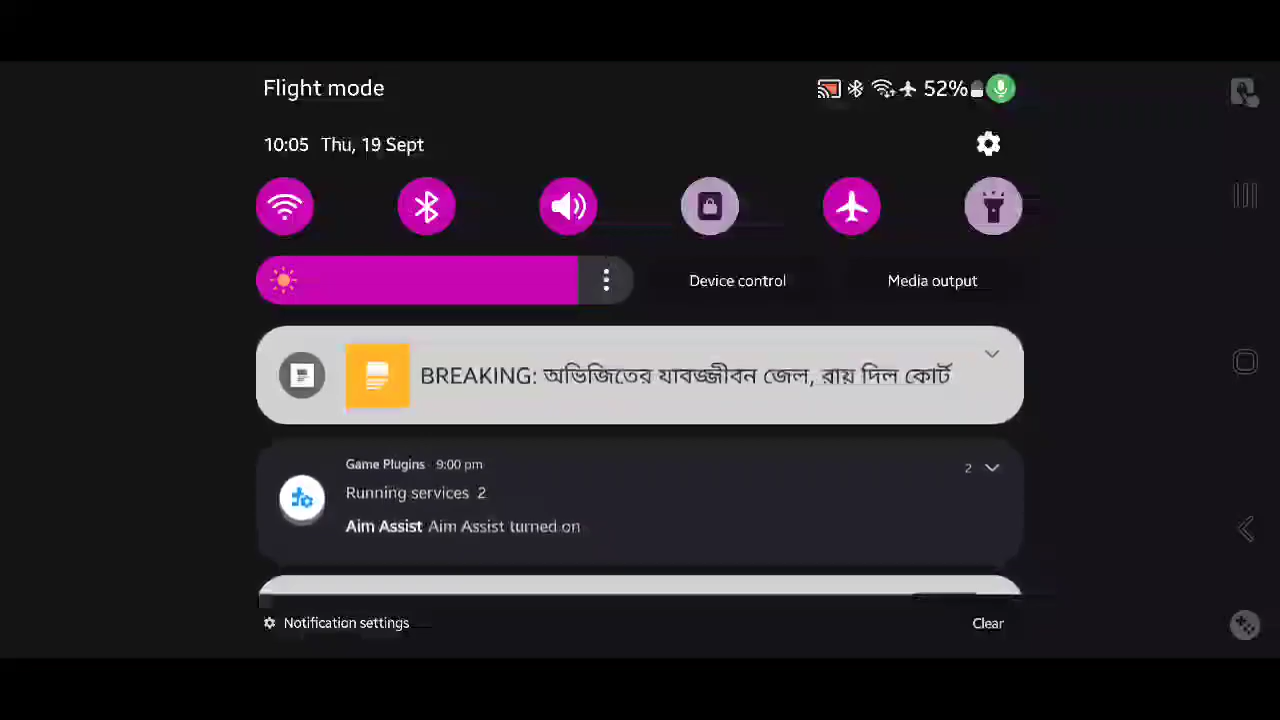 Flight mode
52%
10:05 Thu, 19 Sept
Device control
Media output
BREAKING: অভিজিতের যাবজ্জীবন জেল, রায় দিল কোর্ট
Game Plugins · 9:00 pm
2
Running services 2
Aim Assist Aim Assist turned on
Notification settings
Clear